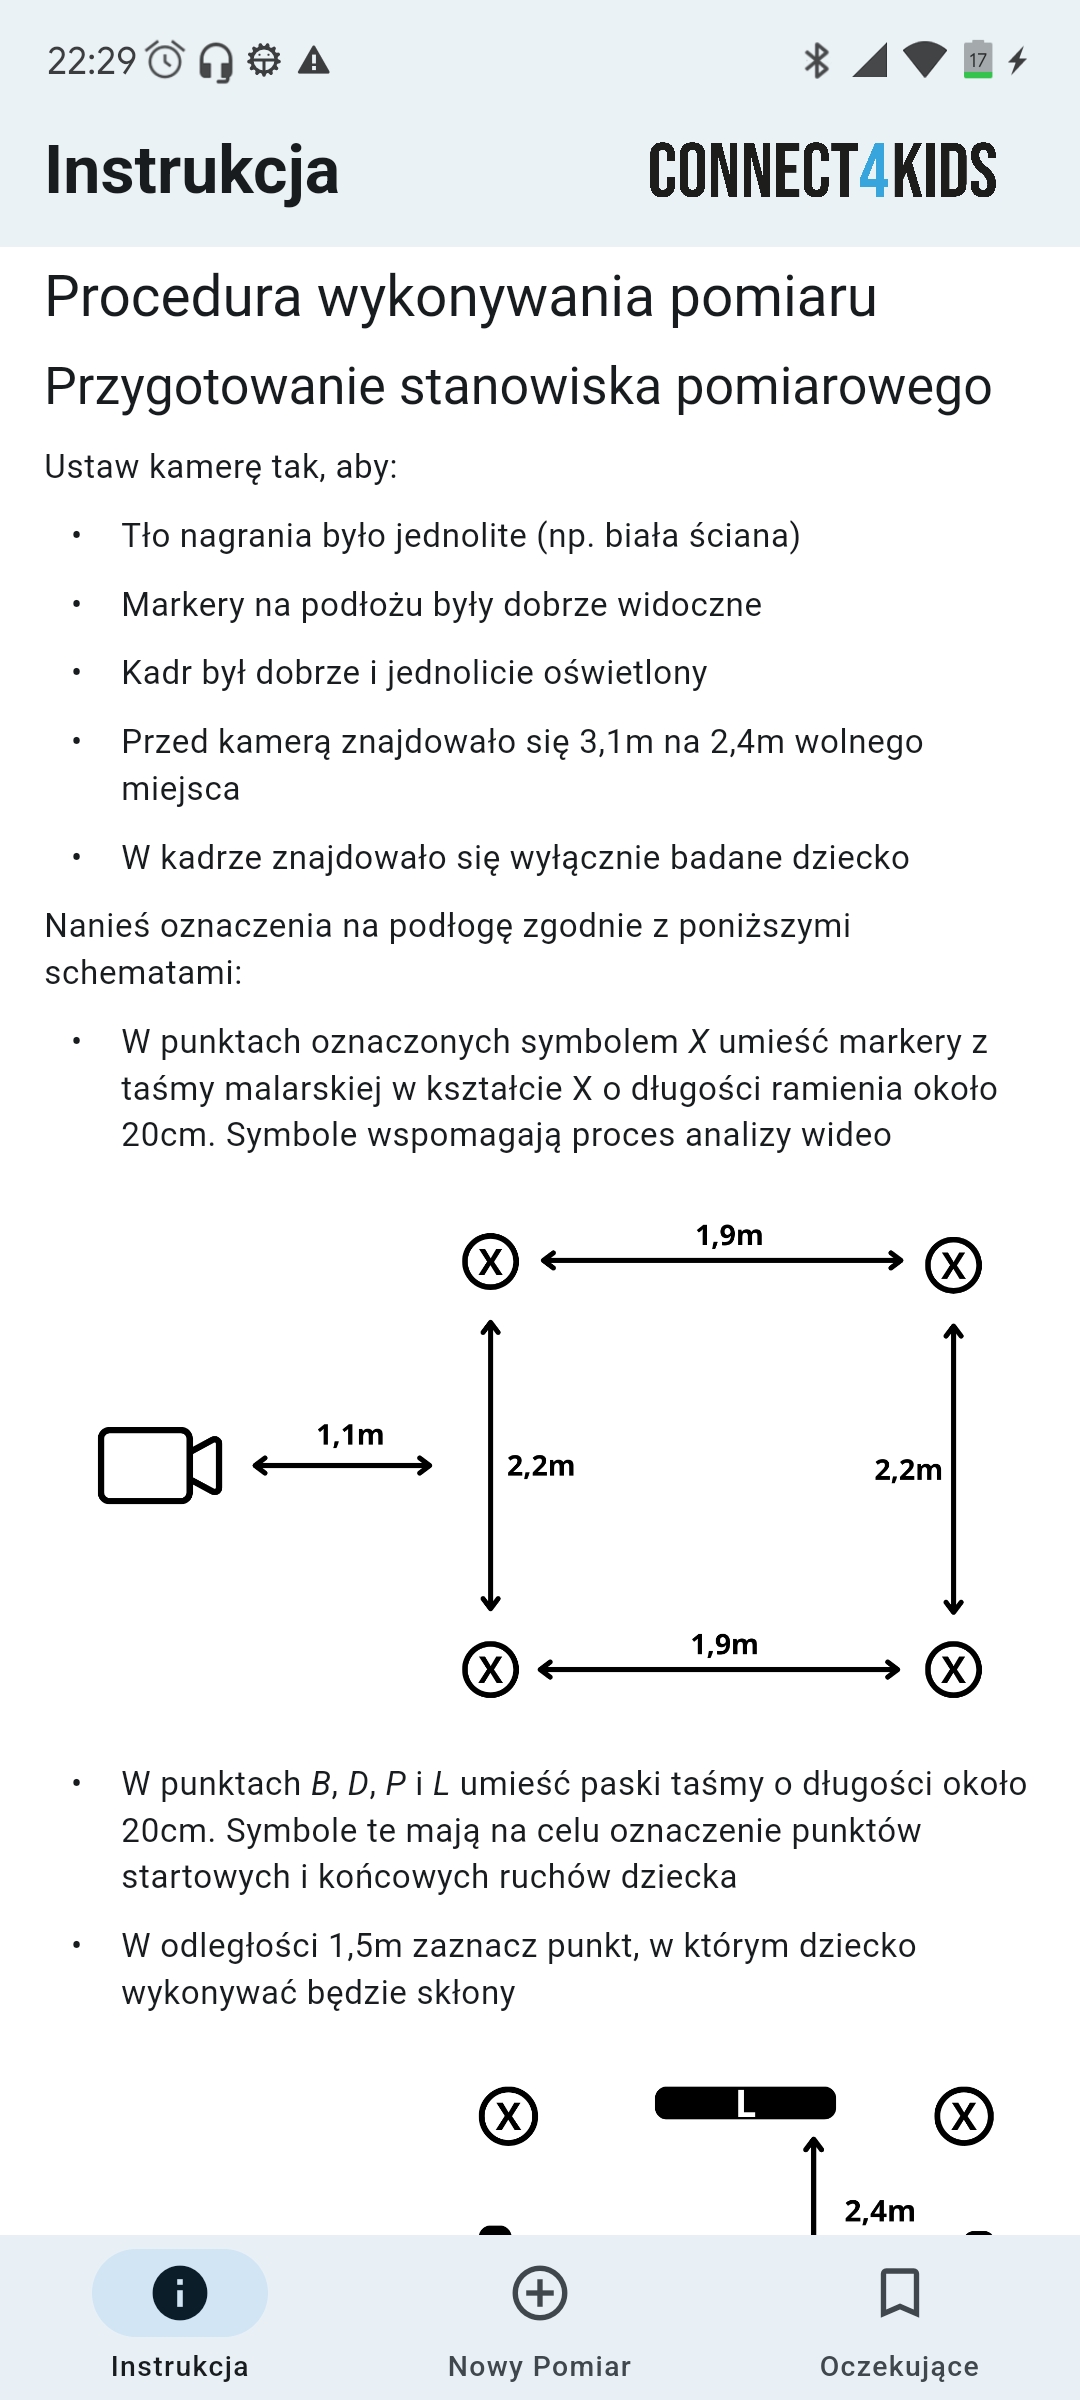 22:29
17
Instrukcja
CONNECT4KIDS
Procedura wykonywania pomiaru
Przygotowanie stanowiska pomiarowego
Ustaw kamerę tak, aby:
• Tło nagrania było jednolite (np. biała ściana)
• Markery na podłożu były dobrze widoczne
• Kadr był dobrze i jednolicie oświetlony
• Przed kamerą znajdowało się 3,1m na 2,4m wolnego
miejsca
• W kadrze znajdowało się wyłącznie badane dziecko
Nanieś oznaczenia na podłogę zgodnie z poniższymi
schematami:
• W punktach oznaczonych symbolem X umieść markery z
taśmy malarskiej w kształcie X o długości ramienia około
20cm. Symbole wspomagają proces analizy wideo
1,9m
X
X
1,1m
2,2m
2,2m
1,9m
X
X
• W punktach B, D, P i L umieść paski taśmy o długości około
20cm. Symbole te mają na celu oznaczenie punktów
startowych i końcowych ruchów dziecka
• W odległości 1,5m zaznacz punkt, w którym dziecko
wykonywać będzie skłony
X
L
X
2,4m
Instrukcja
Nowy Pomiar
Oczekujące